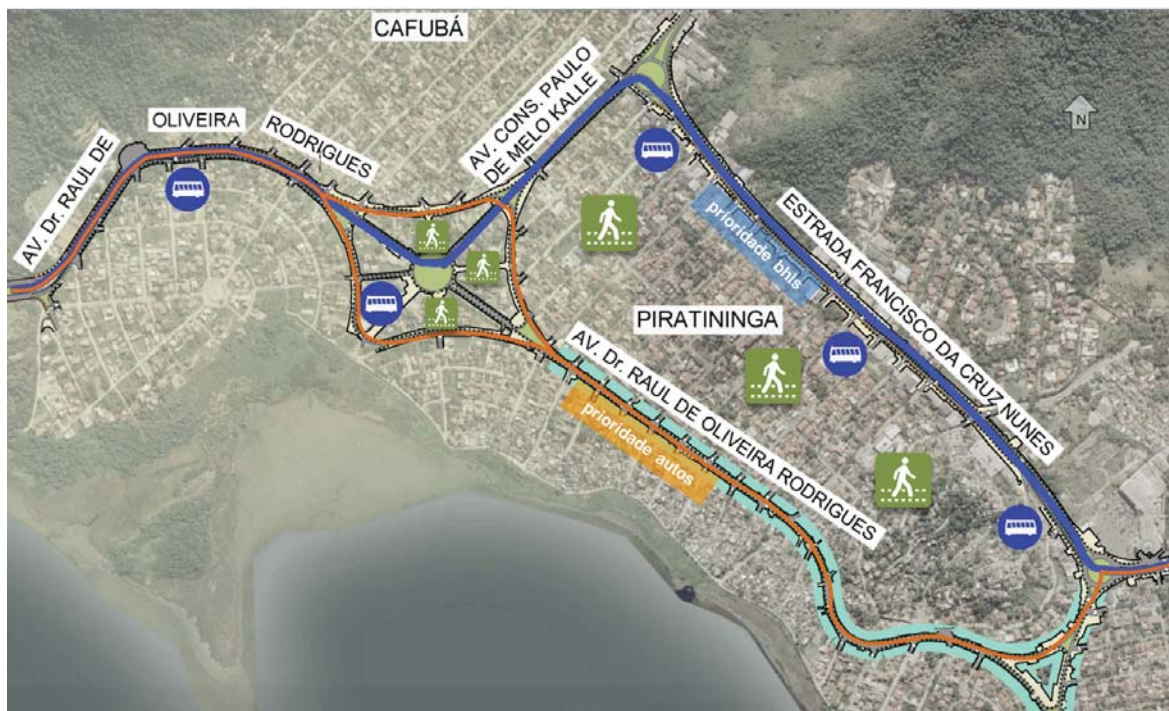 CAFUBÁ
OLIVEIRA
RODRIGUES
AV. Dr. RAUL DE
AV. CONS. PAULO
DE MELO KALLE
N
prioridade bhls
ESTRADA FRANCISCO DA CRUZ NUNES
PIRATININGA
AV. Dr. RAUL DE OLIVEIRA RODRIGUES
prioridade autos